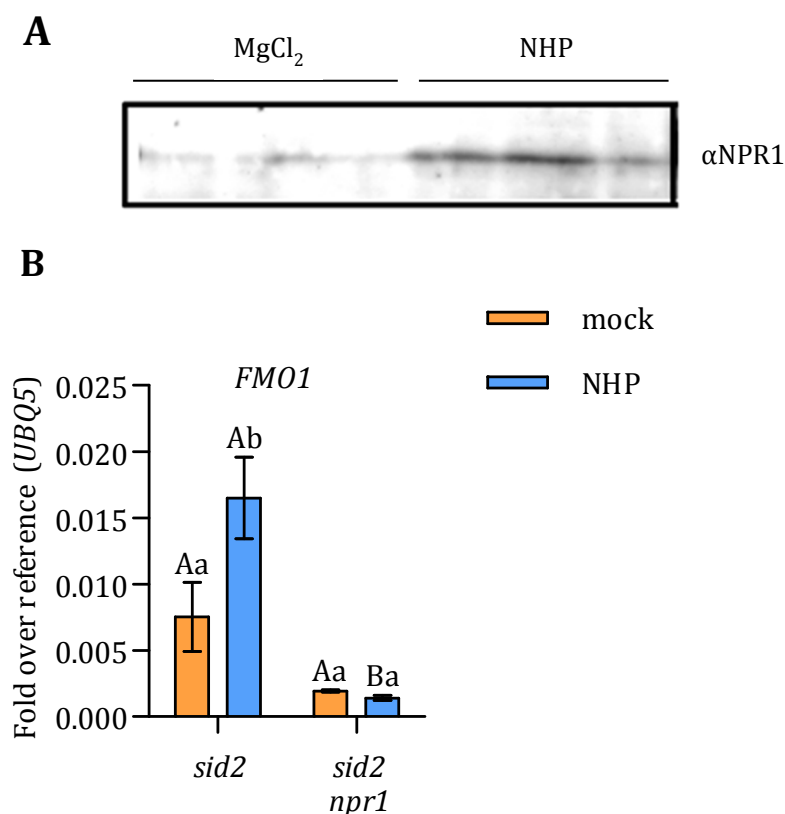 A
MgCl₂
NHP
αNPR1
B
mock
NHP
FMO1
Fold over reference (UBQ5)
0.025
0.020
0.015
0.010
0.005
0.000
Aa
Ab
Aa
Ba
sid2
sid2
npr1